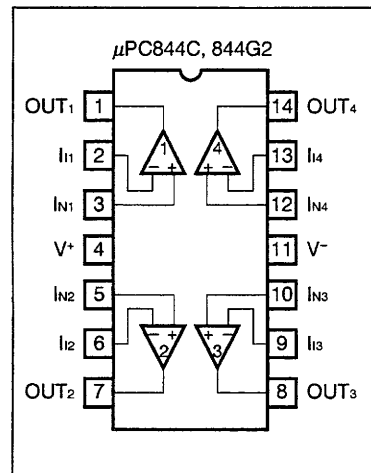 μPC844C, 844G2
OUT1 1 14 OUT4
1 4
II1 2 − + + − 13 II4
IN1 3 12 IN4
V+ 4 11 V−
IN2 5 10 IN3
II2 6 − + + − 9 II3
2 3
OUT2 7 8 OUT3